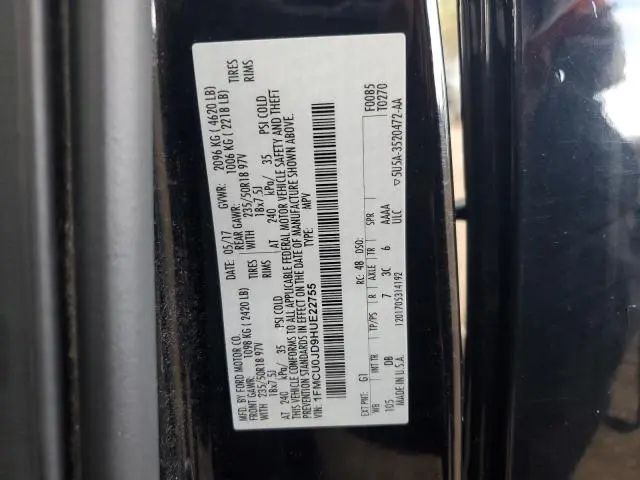 MFD. BY FORD MOTOR CO. DATE: 05/17 GVWR: 2096 KG ( 4620 LB)
FRONT GAWR: 1098 KG ( 2420 LB) REAR GAWR: 1006 KG ( 2218 LB)
WITH 235/50R18 97V WITH 235/50R18 97V TIRES
18x7.5J 18x7.5J RIMS
AT 240 kPa/ 35 PSI COLD AT 240 kPa/ 35 PSI COLD
THIS VEHICLE CONFORMS TO ALL APPLICABLE FEDERAL MOTOR VEHICLE SAFETY AND THEFT
PREVENTION STANDARDS IN EFFECT ON THE DATE OF MANUFACTURE SHOWN ABOVE.
VIN: 1FMCU0JD9HUE22755 TYPE: MPV
F0085
T0270
EXT PNT: G1 RC: 48 DSO:
WB INT TR TP/PS R AXLE TR SPR
105 DB 7 3C 6 AAAA
MADE IN U.S.A. 1201705314192 ULC
▽5U5A-3520472-AA